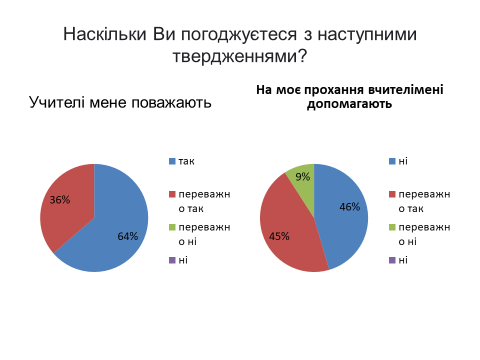 Наскільки Ви погоджуєтеся з наступними
твердженнями?
Учителі мене поважають
64%
36%
так
переважн
о так
переважн
о ні
ні
На моє прохання вчителімені
допомагають
46%
45%
9%
ні
переважн
о так
переважн
о ні
ні